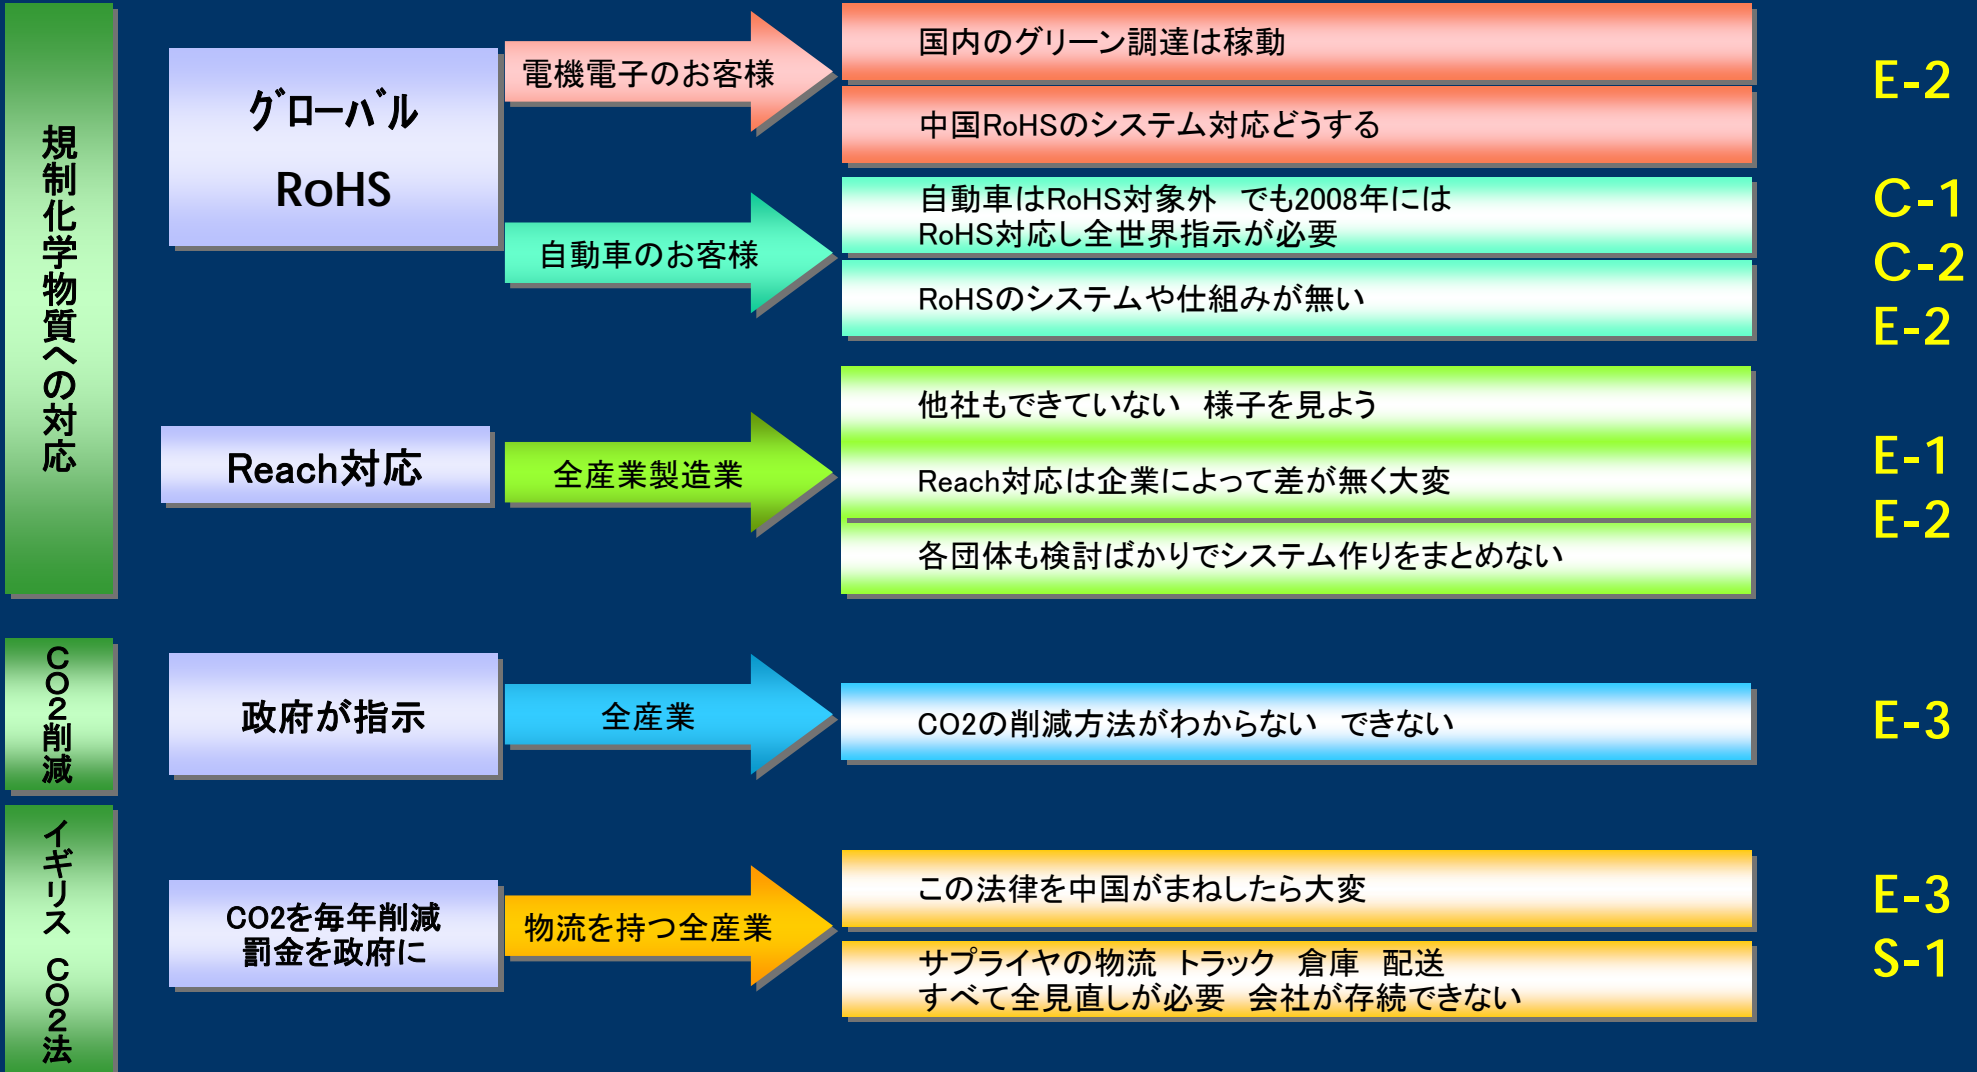 規制化学物質への対応
グローバル
RoHS
電機電子のお客様
国内のグリーン調達は稼動
中国RoHSのシステム対応どうする
E-2
自動車のお客様
自動車はRoHS対象外 でも2008年には
RoHS対応し全世界指示が必要
RoHSのシステムや仕組みが無い
C-1
C-2
E-2
Reach対応
全産業製造業
他社もできていない 様子を見よう
Reach対応は企業によって差が無く大変
各団体も検討ばかりでシステム作りをまとめない
E-1
E-2
CO2削減
政府が指示
全産業
CO2の削減方法がわからない できない
E-3
イギリス CO2法
CO2を毎年削減
罰金を政府に
物流を持つ全産業
この法律を中国がまねしたら大変
サプライヤの物流 トラック 倉庫 配送
すべて全見直しが必要 会社が存続できない
E-3
S-1